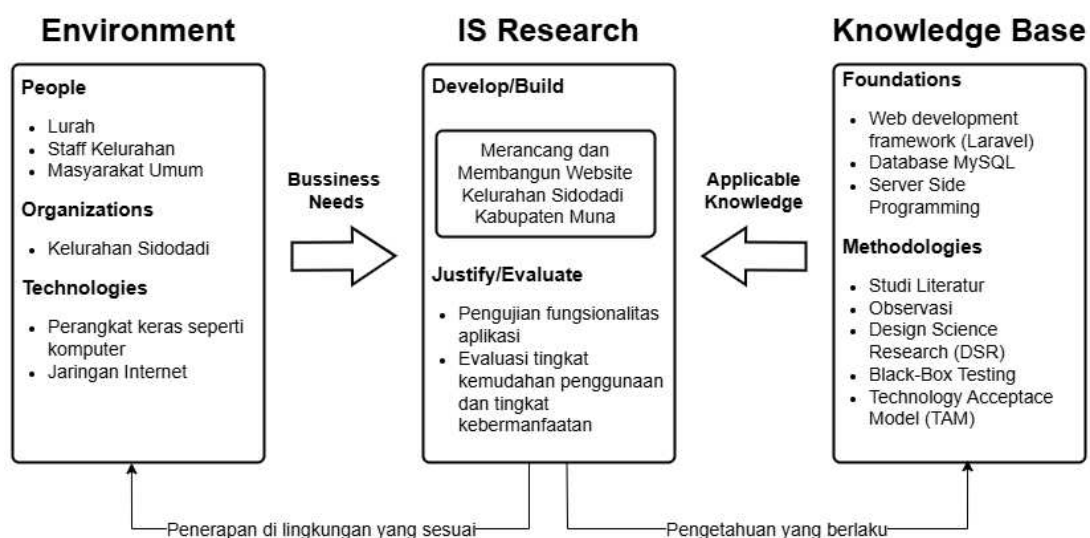 Environment
IS Research
Knowledge Base
People
• Lurah
• Staff Kelurahan
• Masyarakat Umum
Organizations
• Kelurahan Sidodadi
Technologies
• Perangkat keras seperti
komputer
• Jaringan Internet
Bussiness
Needs
Develop/Build
Merancang dan
Membangun Website
Kelurahan Sidodadi
Kabupaten Muna
Justify/Evaluate
• Pengujian fungsionalitas
aplikasi
• Evaluasi tingkat
kemudahan penggunaan
dan tingkat
kebermanfaatan
Applicable
Knowledge
Foundations
• Web development
framework (Laravel)
• Database MySQL
• Server Side
Programming
Methodologies
• Studi Literatur
• Observasi
• Design Science
Research (DSR)
• Black-Box Testing
• Technology Acceptace
Model (TAM)
Penerapan di lingkungan yang sesuai
Pengetahuan yang berlaku